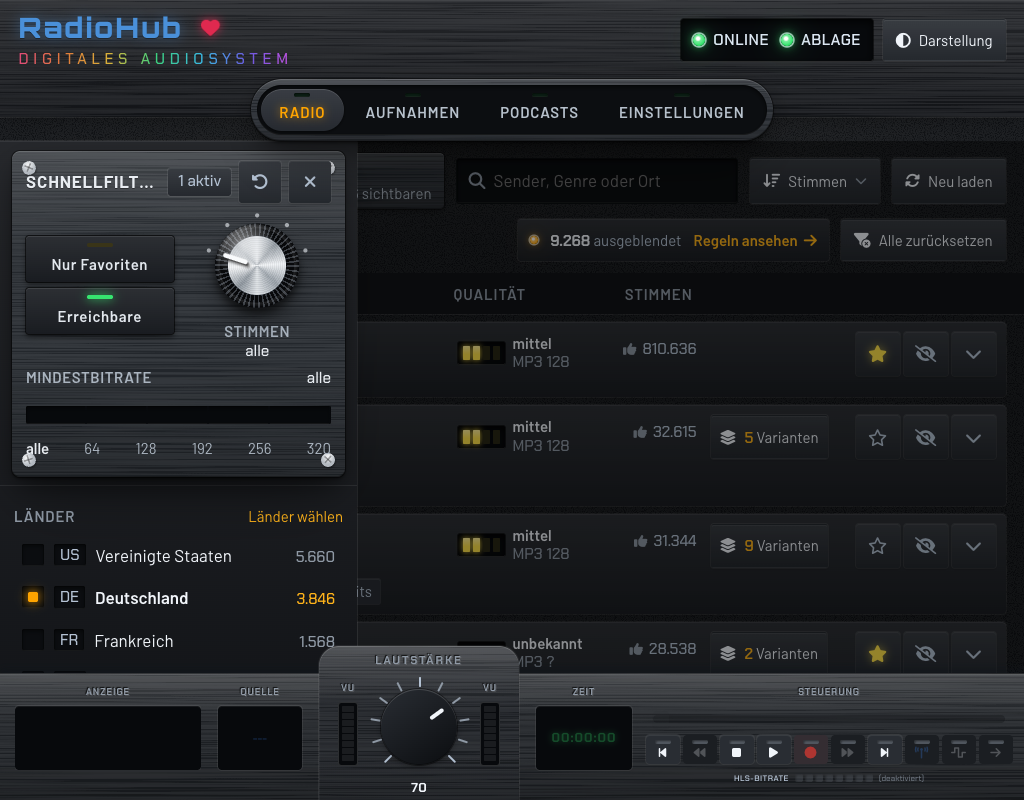 RadioHub
DIGITALES AUDIOSYSTEM
ONLINE ABLAGE
Darstellung
RADIO AUFNAHMEN PODCASTS EINSTELLUNGEN
SCHNELLFILT...
1 aktiv
sichtbaren
Sender, Genre oder Ort
Stimmen
Neu laden
Nur Favoriten
Erreichbare
STIMMEN
alle
9.268 ausgeblendet Regeln ansehen →
Alle zurücksetzen
QUALITÄT STIMMEN
MINDESTBITRATE alle
alle 64 128 192 256 320
mittel
MP3 128
810.636
mittel
MP3 128
32.615
5 Varianten
mittel
MP3 128
31.344
9 Varianten
its
unbekannt
MP3 ?
28.538
2 Varianten
LÄNDER Länder wählen
US Vereinigte Staaten 5.660
DE Deutschland 3.846
FR Frankreich 1.568
ANZEIGE
QUELLE
---
LAUTSTÄRKE
VU VU
70
ZEIT
00:00:00
STEUERUNG
HLS-BITRATE [deaktiviert]